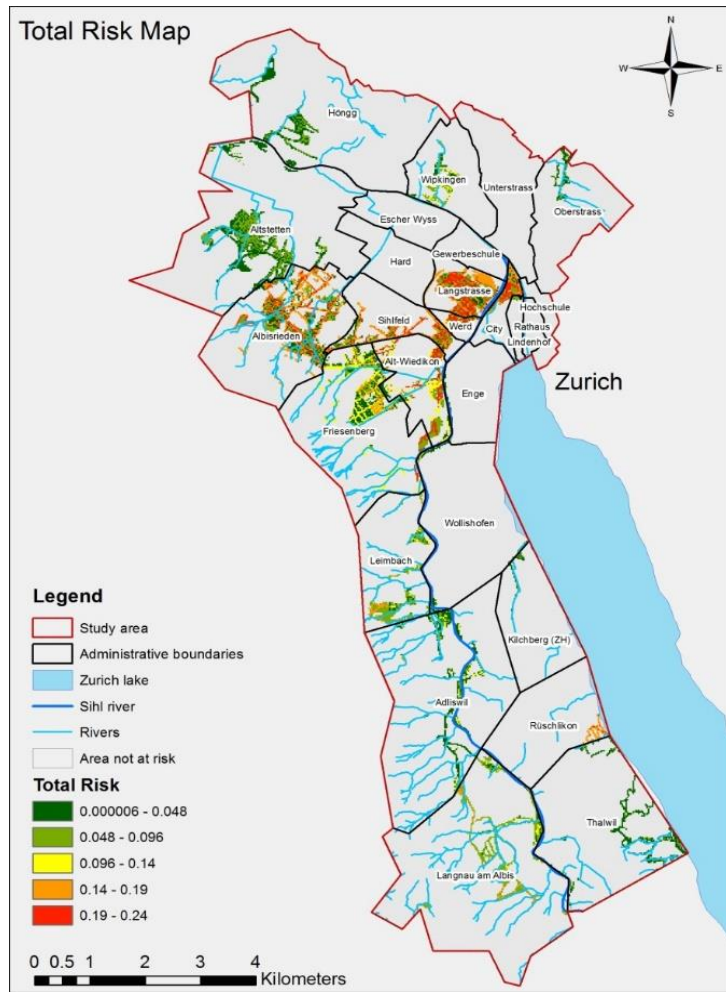 Total Risk Map
N
W E
S
Höngg
Wipkingen
Unterstrass
Oberstrass
Escher Wyss
Altstetten
Gewerbeschule
Hard
Langstrasse
Hochschule
Sihlfeld
Werd
City
Rathaus
Albisrieden
Lindenhof
Alt-Wiedikon
Zurich
Enge
Friesenberg
Wollishofen
Leimbach
Kilchberg (ZH)
Adliswil
Rüschlikon
Thalwil
Langnau am Albis
Legend
Study area
Administrative boundaries
Zurich lake
Sihl river
Rivers
Area not at risk
Total Risk
0.000006 - 0.048
0.048 - 0.096
0.096 - 0.14
0.14 - 0.19
0.19 - 0.24
0 0.5 1 2 3 4
Kilometers